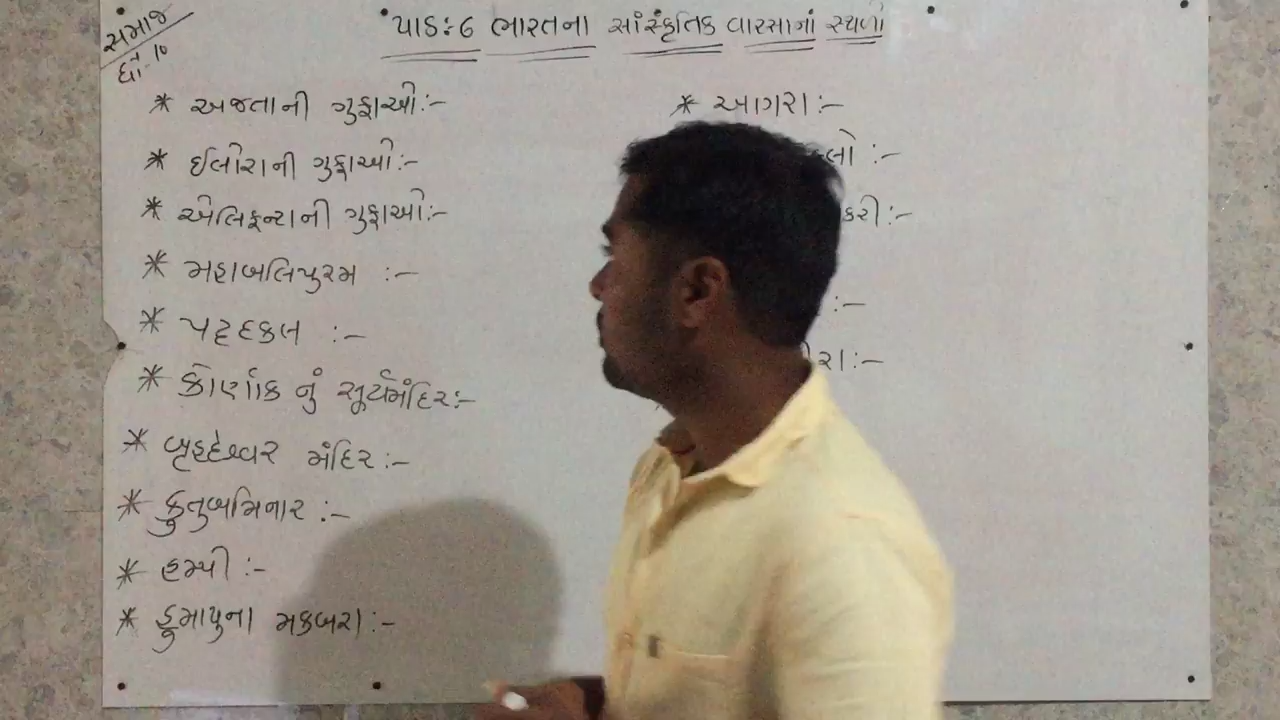 સમાજ
ધો-૧૦
પાઠ:૬ ભારતના સાંસ્કૃતિક વારસાનાં સ્થળો
* અજંતાની ગુફાઓ:-
* ઈલોરાની ગુફાઓ:-
* એલિફન્ટાની ગુફાઓ:-
* મહાબલિપુરમ :-
* પટ્ટદકલ :-
* કોર્ણાક નું સૂર્યમંદિર:-
* બૃહદેશ્વર મંદિર:-
* કુતુબમિનાર :-
* હમ્પી :-
* હુમાયુના મકબરા:-
* આગરા:-